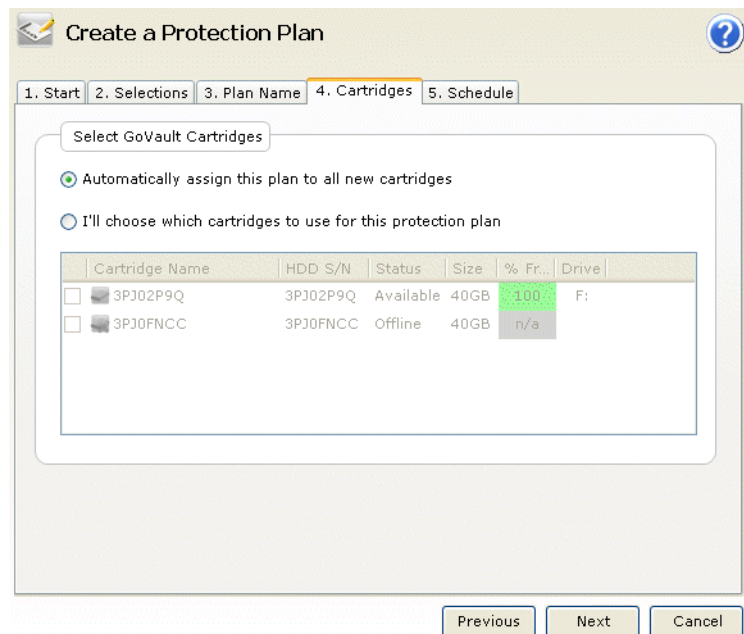 Create a Protection Plan
?
1. Start 2. Selections 3. Plan Name 4. Cartridges 5. Schedule
Select GoVault Cartridges
Automatically assign this plan to all new cartridges
I'll choose which cartridges to use for this protection plan
Cartridge Name HDD S/N Status Size % Fr... Drive
3PJ02P9Q 3PJ02P9Q Available 40GB 100 F:
3PJ0FNCC 3PJ0FNCC Offline 40GB n/a
Previous Next Cancel